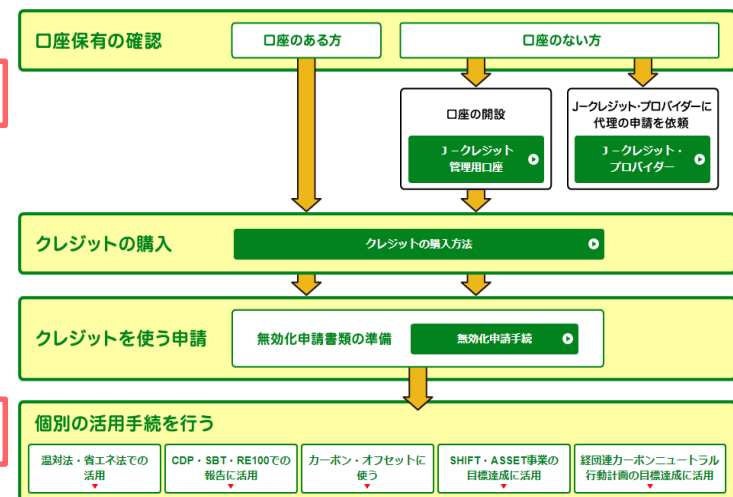 口座保有の確認
口座のある方
口座のない方
口座の開設
J－クレジット
管理用口座
J－クレジット・プロバイダーに
代理の申請を依頼
J－クレジット・
プロバイダー
クレジットの購入
クレジットの購入方法
クレジットを使う申請
無効化申請書類の準備
無効化申請手続
個別の活用手続を行う
温対法・省エネ法での
活用
CDP・SBT・RE100での
報告に活用
カーボン・オフセットに
使う
SHIFT・ASSET事業の
目標達成に活用
経団連カーボンニュートラル
行動計画の目標達成に活用